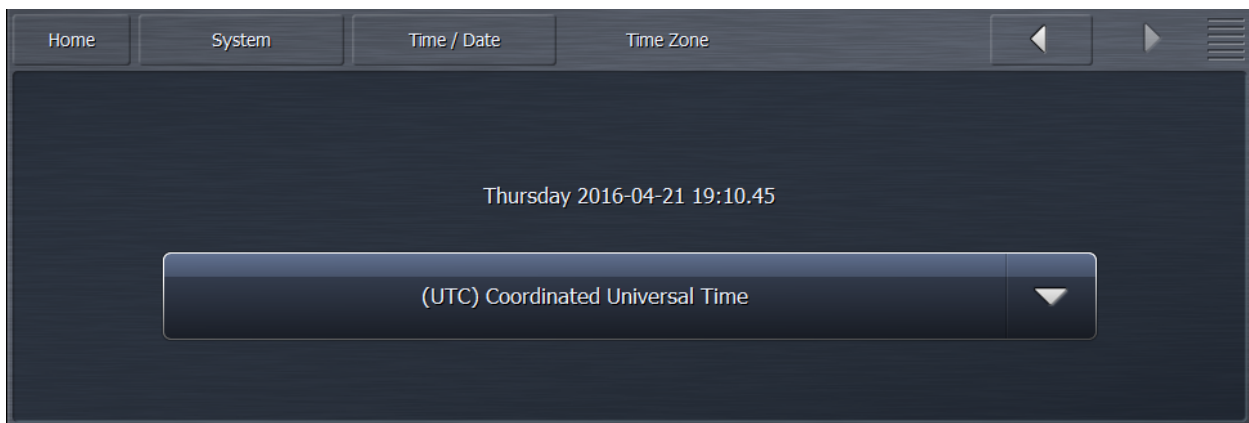 Home System Time / Date Time Zone
Thursday 2016-04-21 19:10.45
(UTC) Coordinated Universal Time